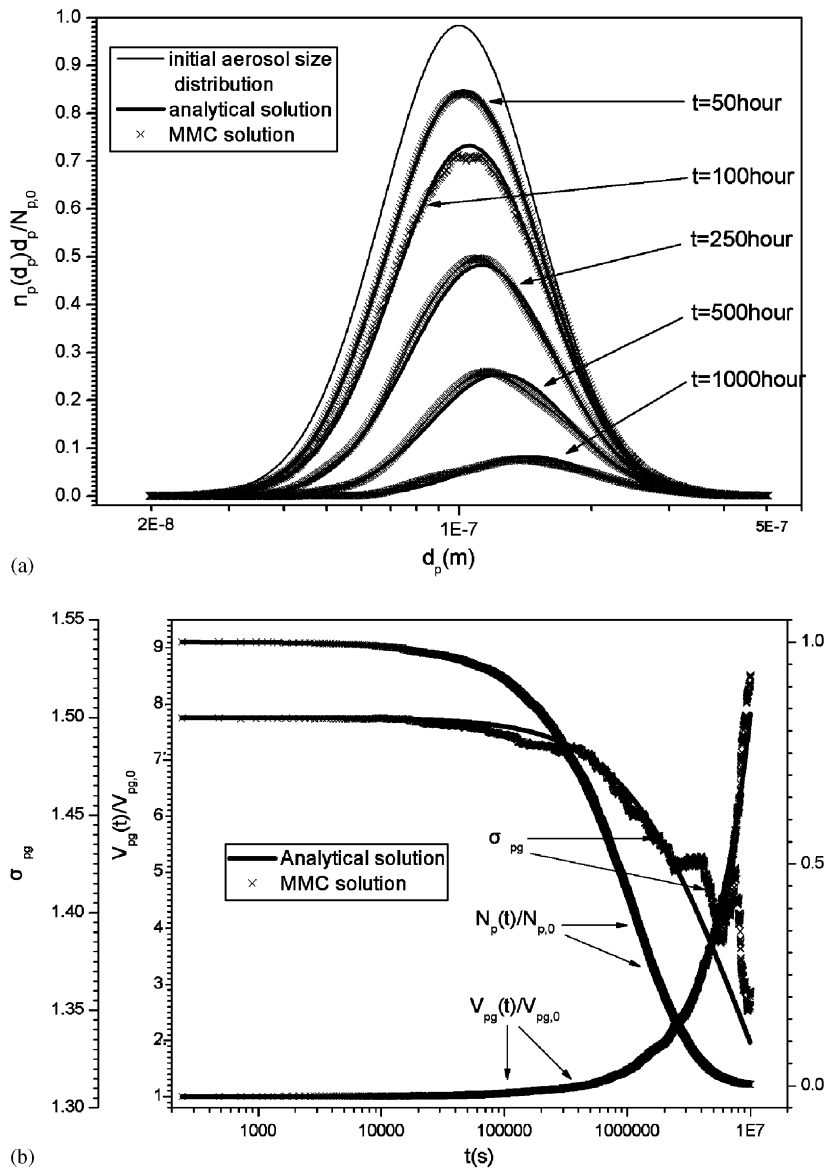 (a)
n_p(d_p)d_p/N_p,0
1.0
0.9
0.8
0.7
0.6
0.5
0.4
0.3
0.2
0.1
0.0
initial aerosol size
distribution
analytical solution
MMC solution
t=50hour
t=100hour
t=250hour
t=500hour
t=1000hour
2E-8
1E-7
5E-7
d_p(m)
(b)
σ_pg
1.55
1.50
1.45
1.40
1.35
1.30
V_pg(t)/V_pg,0
9
8
7
6
5
4
3
2
1
Analytical solution
MMC solution
σ_pg
N_p(t)/N_p,0
V_pg(t)/V_pg,0
1.0
0.5
0.0
1000
10000
100000
1000000
1E7
t(s)